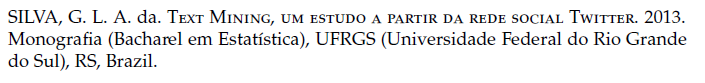 SILVA, G. L. A. da. Text Mining, um estudo a partir da rede social Twitter. 2013.
Monografia (Bacharel em Estatística), UFRGS (Universidade Federal do Rio Grande
do Sul), RS, Brazil.